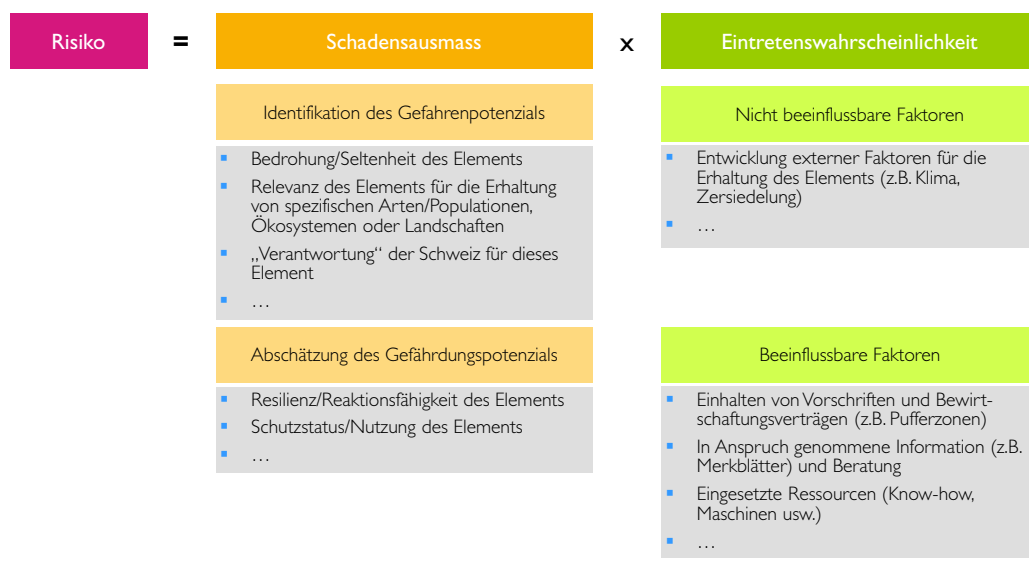 Risiko = Schadensausmass x Eintretenswahrscheinlichkeit
Identifikation des Gefahrenpotenzials
Bedrohung/Seltenheit des Elements
Relevanz des Elements für die Erhaltung
von spezifischen Arten/Populationen,
Ökosystemen oder Landschaften
„Verantwortung“ der Schweiz für dieses
Element
…
Abschätzung des Gefährdungspotenzials
Resilienz/Reaktionsfähigkeit des Elements
Schutzstatus/Nutzung des Elements
…
Nicht beeinflussbare Faktoren
Entwicklung externer Faktoren für die
Erhaltung des Elements (z.B. Klima,
Zersiedelung)
…
Beeinflussbare Faktoren
Einhalten von Vorschriften und Bewirt-
schaftungsverträgen (z.B. Pufferzonen)
In Anspruch genommene Information (z.B.
Merkblätter) und Beratung
Eingesetzte Ressourcen (Know-how,
Maschinen usw.)
…